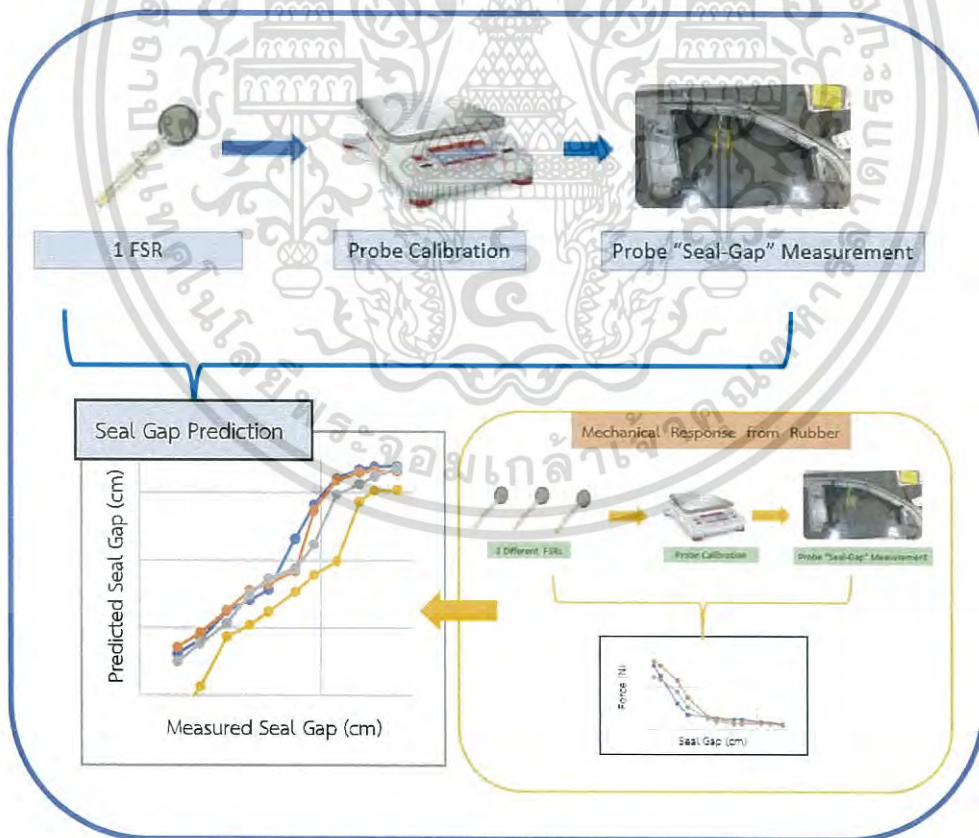 1 FSR
Probe Calibration
Probe "Seal-Gap" Measurement
Seal Gap Prediction
Predicted Seal Gap (cm)
Measured Seal Gap (cm)
Mechanical Response from Rubber
3 Different FSRs
Probe Calibration
Probe "Seal-Gap" Measurement
Force (N)
Seal Gap (cm)